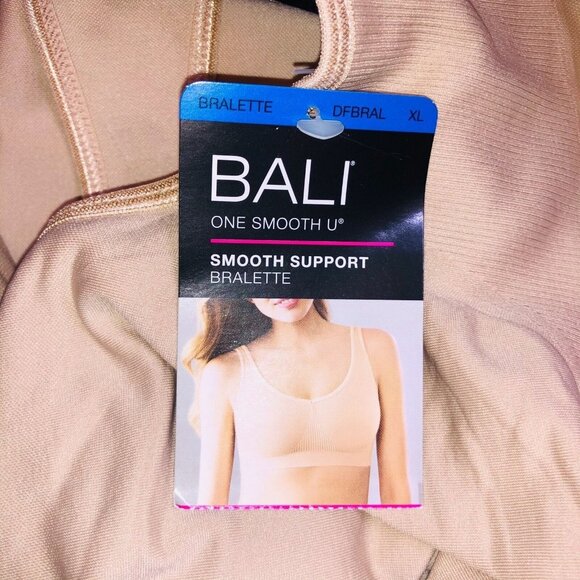 BRALETTE DFBRAL XL
BALI®
ONE SMOOTH U®
SMOOTH SUPPORT
BRALETTE